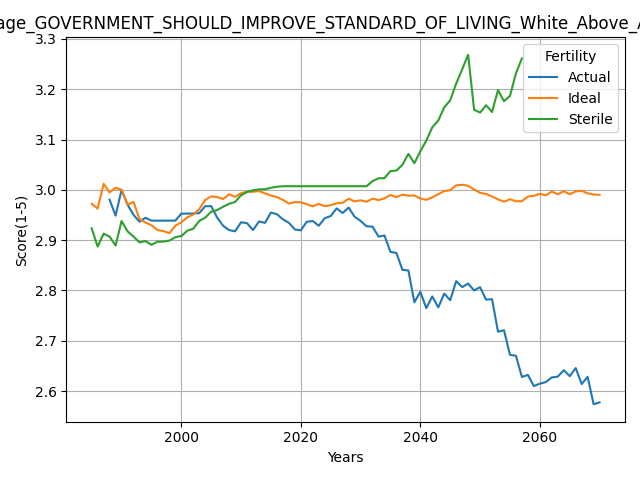 age_GOVERNMENT_SHOULD_IMPROVE_STANDARD_OF_LIVING_White_Above_A
3.3
3.2
3.1
3.0
2.9
2.8
2.7
2.6
Score(1-5)
Fertility
Actual
Ideal
Sterile
2000
2020
2040
2060
Years